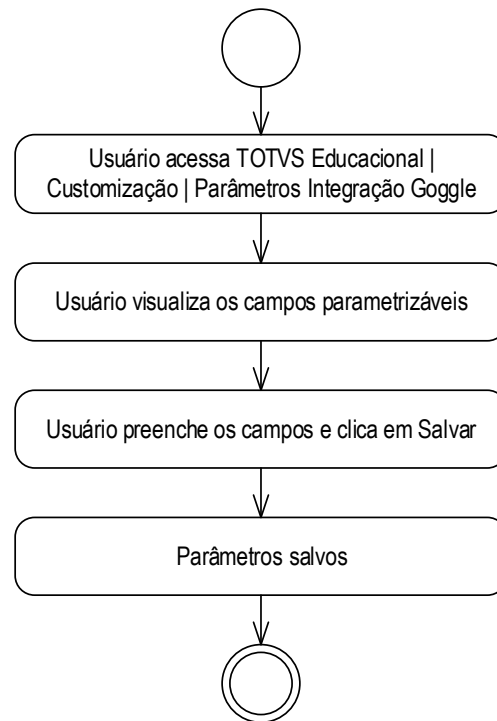 Usuário acessa TOTVS Educacional |
Customização | Parâmetros Integração Goggle
Usuário visualiza os campos parametrizáveis
Usuário preenche os campos e clica em Salvar
Parâmetros salvos